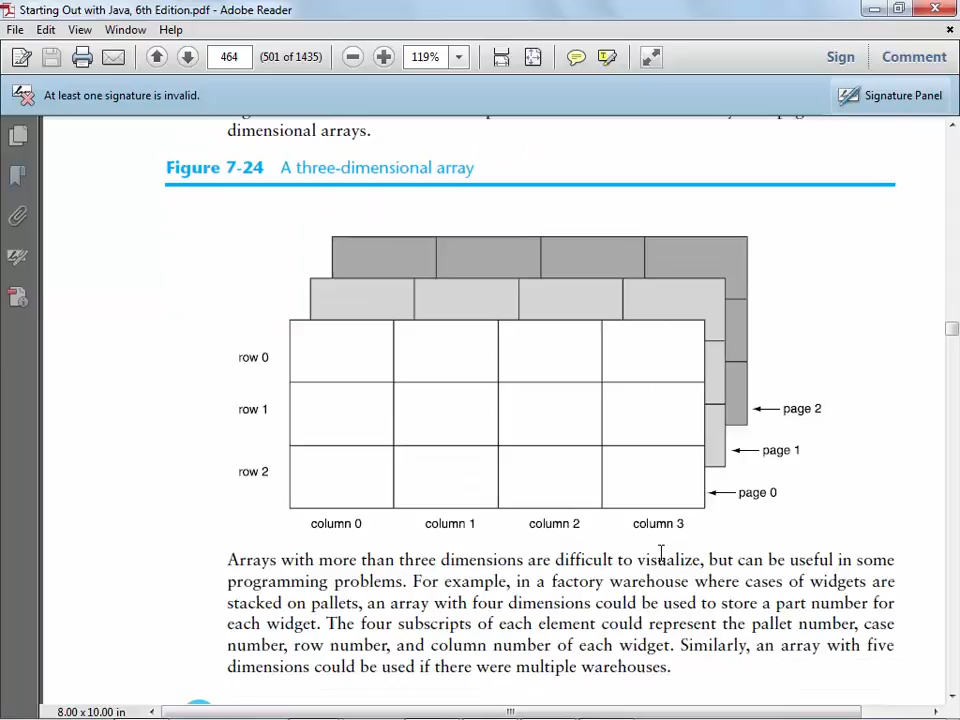 Starting Out with Java, 6th Edition.pdf - Adobe Reader
File Edit View Window Help
464 (501 of 1435) 119% Sign Comment
At least one signature is invalid. Signature Panel
dimensional arrays.
Figure 7-24 A three-dimensional array
row 0
row 1
page 2
page 1
row 2
page 0
column 0 column 1 column 2 column 3
Arrays with more than three dimensions are difficult to visualize, but can be useful in some
programming problems. For example, in a factory warehouse where cases of widgets are
stacked on pallets, an array with four dimensions could be used to store a part number for
each widget. The four subscripts of each element could represent the pallet number, case
number, row number, and column number of each widget. Similarly, an array with five
dimensions could be used if there were multiple warehouses.
8.00 x 10.00 in